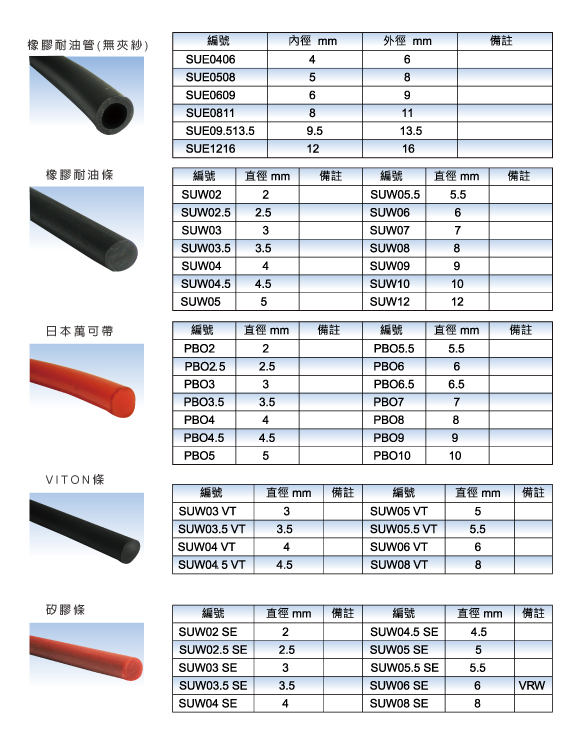 橡膠耐油管(無夾紗)
編號 內徑 mm 外徑 mm 備註
SUE0406 4 6
SUE0508 5 8
SUE0609 6 9
SUE0811 8 11
SUE09.513.5 9.5 13.5
SUE1216 12 16
橡膠耐油條
編號 直徑 mm 備註 編號 直徑 mm 備註
SUW02 2 SUW05.5 5.5
SUW02.5 2.5 SUW06 6
SUW03 3 SUW07 7
SUW03.5 3.5 SUW08 8
SUW04 4 SUW09 9
SUW04.5 4.5 SUW10 10
SUW05 5 SUW12 12
日本萬可帶
編號 直徑 mm 備註 編號 直徑 mm 備註
PBO2 2 PBO5.5 5.5
PBO2.5 2.5 PBO6 6
PBO3 3 PBO6.5 6.5
PBO3.5 3.5 PBO7 7
PBO4 4 PBO8 8
PBO4.5 4.5 PBO9 9
PBO5 5 PBO10 10
VITON條
編號 直徑 mm 備註 編號 直徑 mm 備註
SUW03 VT 3 SUW05 VT 5
SUW03.5 VT 3.5 SUW05.5 VT 5.5
SUW04 VT 4 SUW06 VT 6
SUW04.5 VT 4.5 SUW08 VT 8
矽膠條
編號 直徑 mm 備註 編號 直徑 mm 備註
SUW02 SE 2 SUW04.5 SE 4.5
SUW02.5 SE 2.5 SUW05 SE 5
SUW03 SE 3 SUW05.5 SE 5.5
SUW03.5 SE 3.5 SUW06 SE 6 VRW
SUW04 SE 4 SUW08 SE 8